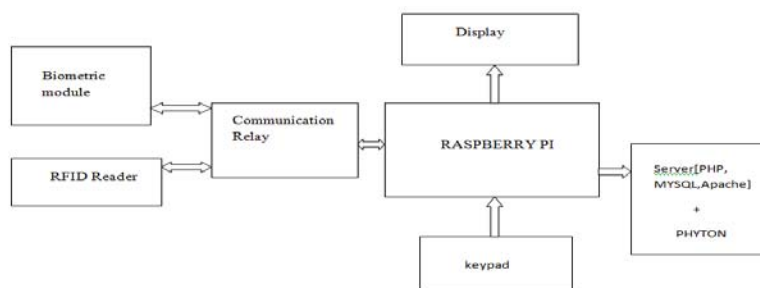 Display
Biometric
module
Communication
Relay
RASPBERRY PI
RFID Reader
Server[PHP,
MYSQL,Apache]
+
PHYTON
keypad